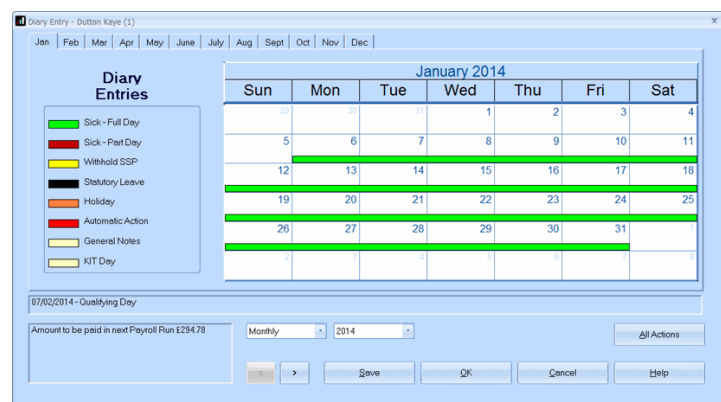 Diary Entry - Dutton Kaye (1)
x
Jan Feb Mar Apr May June July Aug Sept Oct Nov Dec
Diary
Entries
Sick - Full Day
Sick - Part Day
Withhold SSP
Statutory Leave
Holiday
Automatic Action
General Notes
KIT Day
January 2014
Sun Mon Tue Wed Thu Fri Sat
29 30 31 1 2 3 4
5 6 7 8 9 10 11
12 13 14 15 16 17 18
19 20 21 22 23 24 25
26 27 28 29 30 31 1
2 3 4 5 6 7 8
07/02/2014 - Qualifying Day
Amount to be paid in next Payroll Run £294.78
Monthly 2014
All Actions
< > Save OK Cancel Help